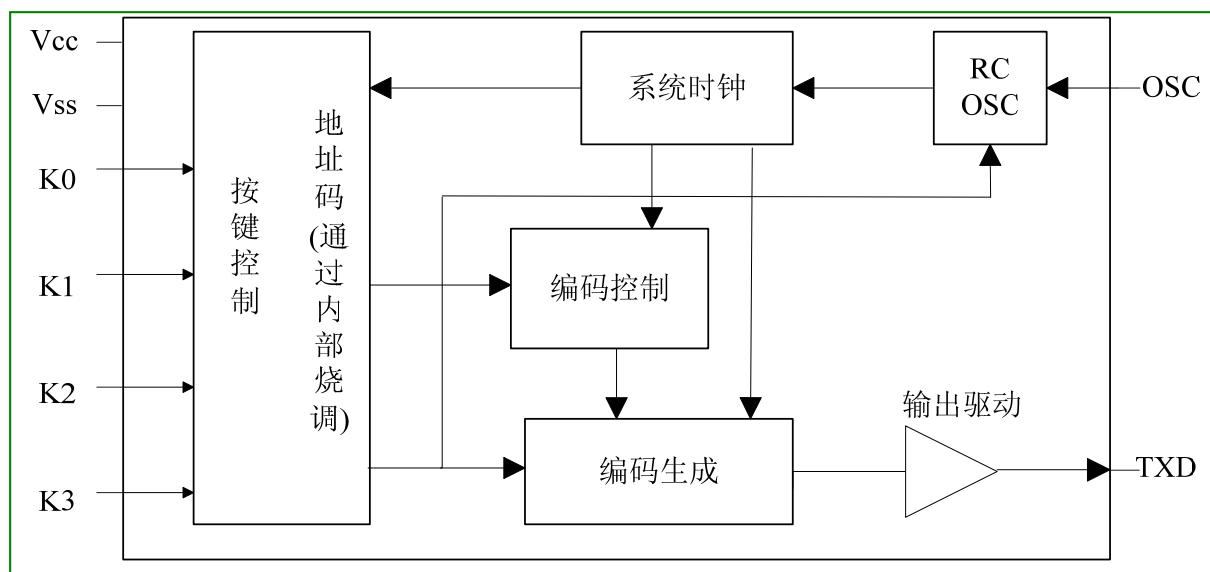 Vcc
Vss
K0
K1
K2
K3
按键控制
地址码(通过内部烧调)
系统时钟
RC
OSC
OSC
编码控制
编码生成
输出驱动
TXD